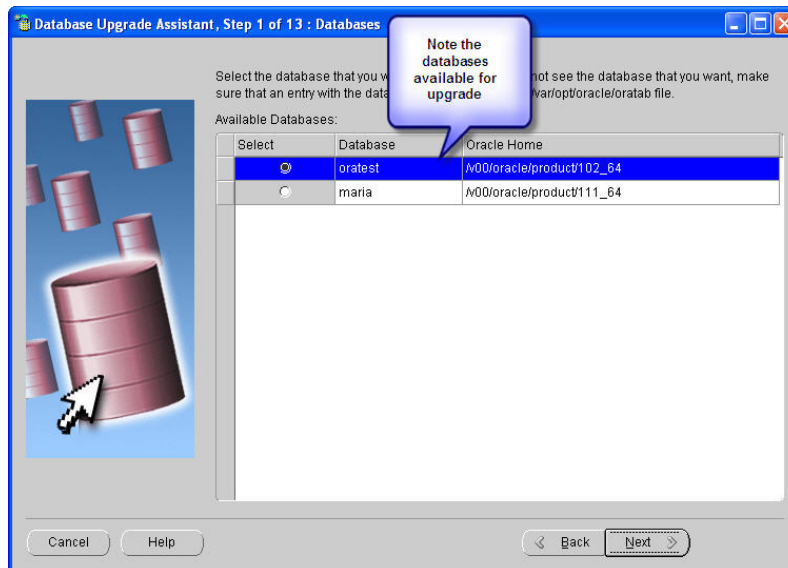 Database Upgrade Assistant, Step 1 of 13 : Databases
Note the
databases
available for
upgrade
Select the database that you w not see the database that you want, make
sure that an entry with the data /var/opt/oracle/oratab file.
Available Databases:
Select Database Oracle Home
oratest /v00/oracle/product/102_64
maria /v00/oracle/product/111_64
Cancel Help Back Next